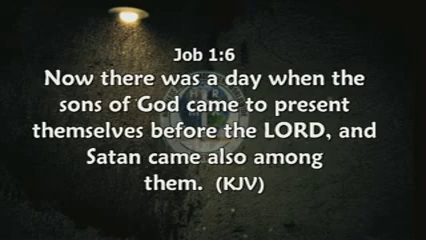 Job 1:6
Now there was a day when the
sons of God came to present
themselves before the LORD, and
Satan came also among
them. (KJV)